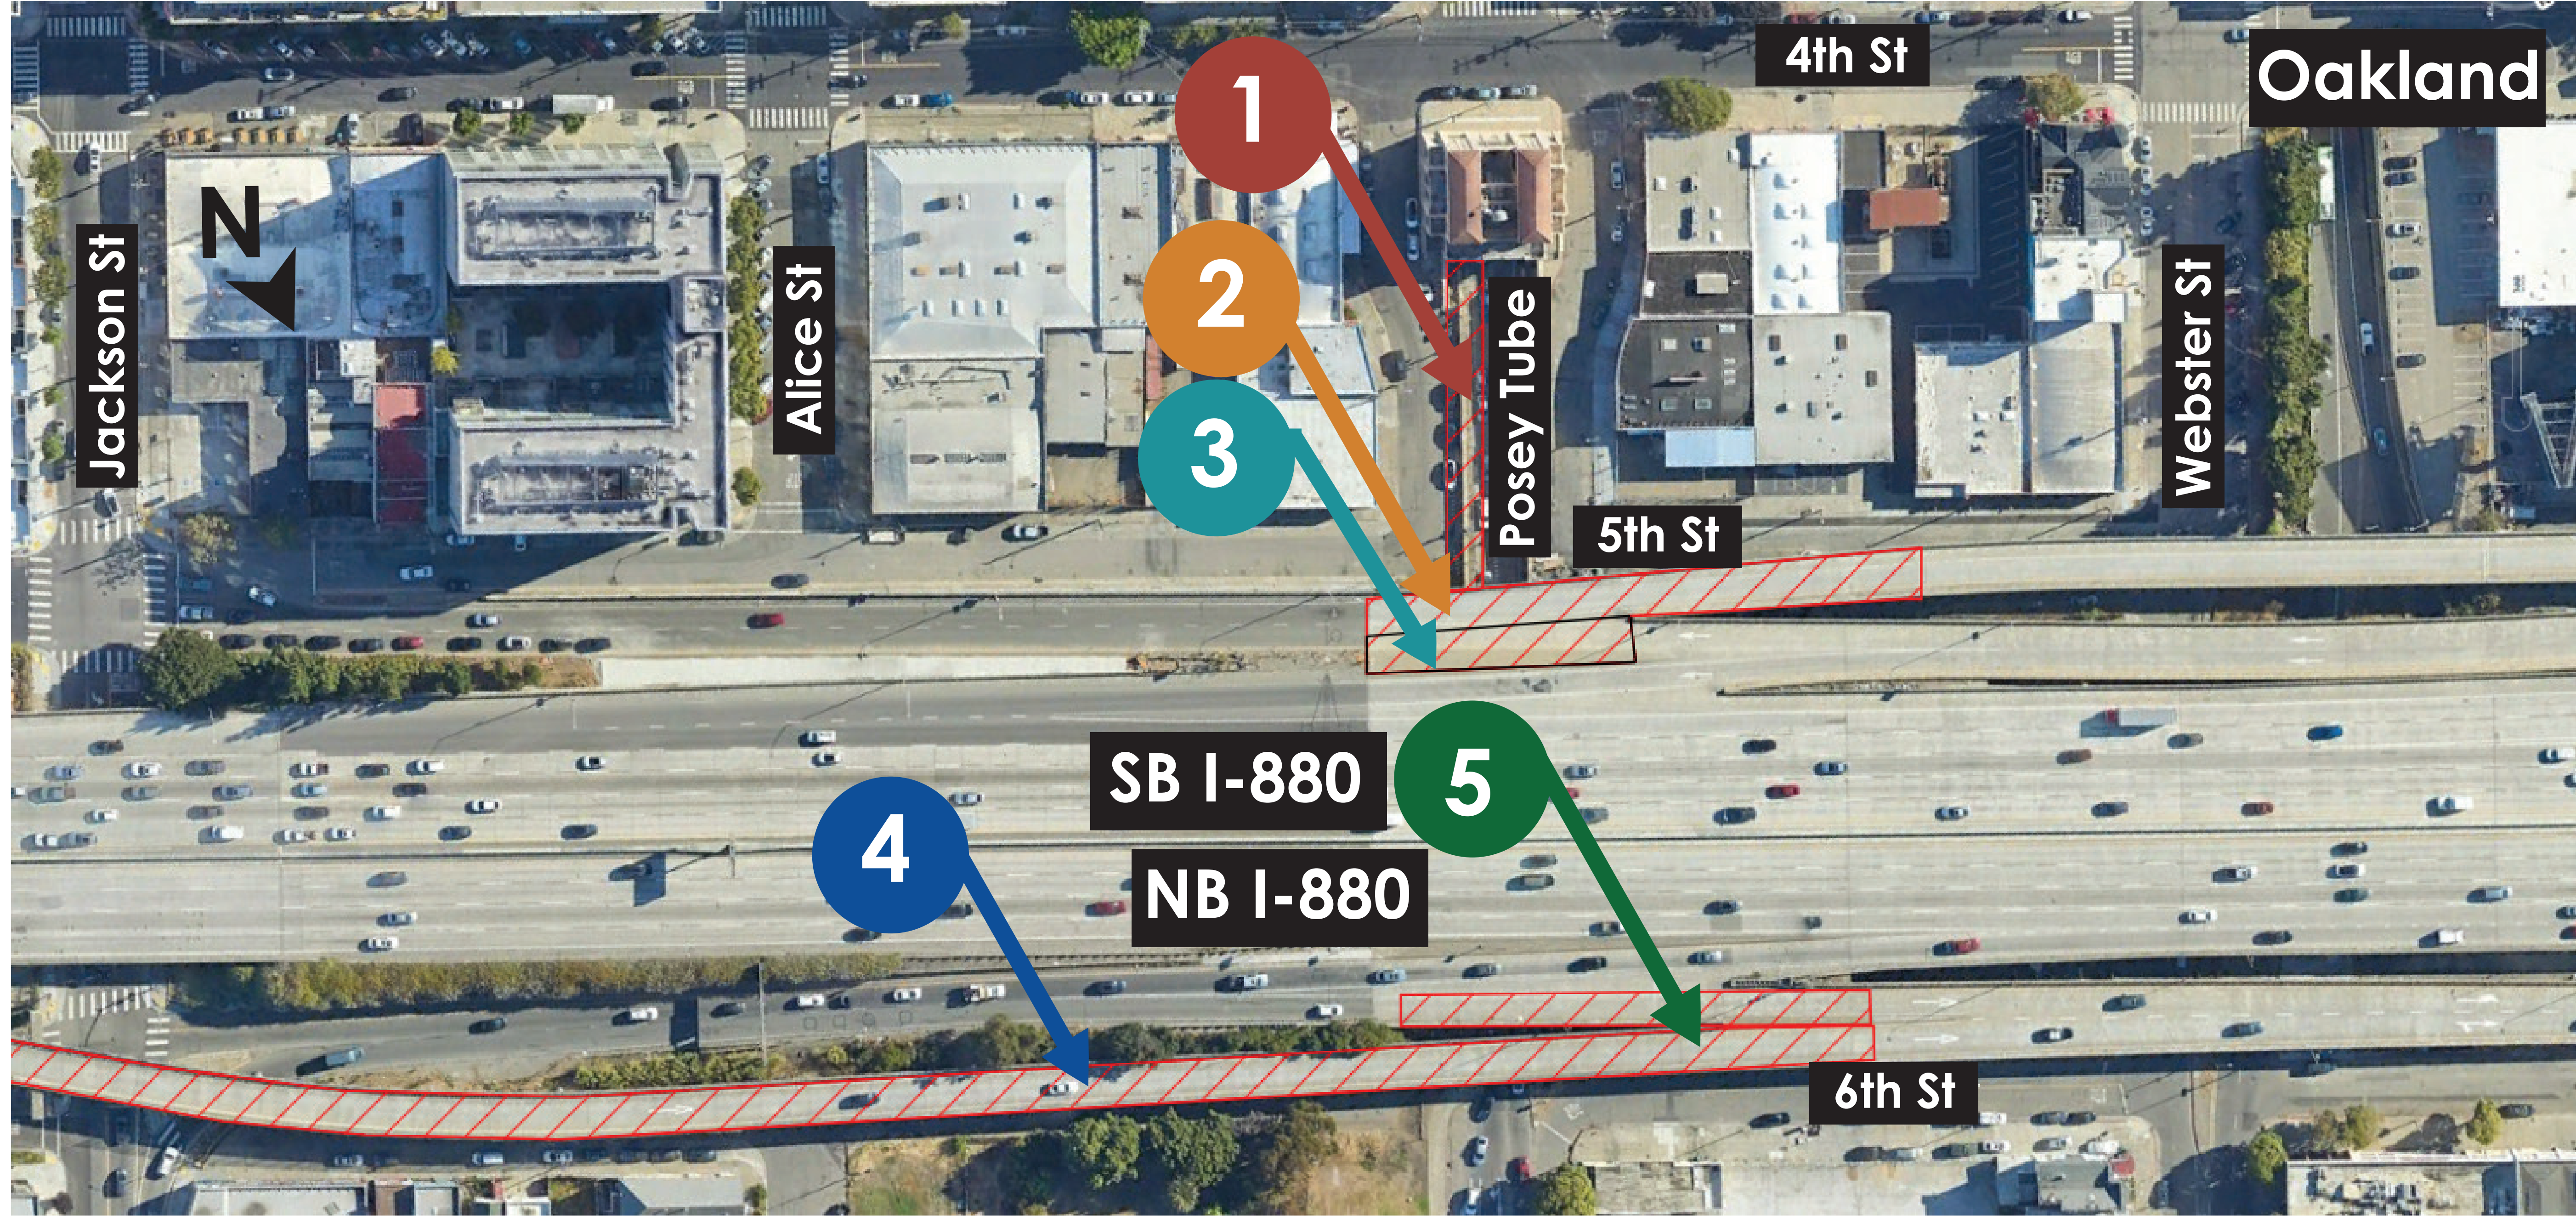 4th St
Oakland
1
N
2
3
Jackson St
Alice St
Posey Tube
Webster St
5th St
SB I-880
5
4
NB I-880
6th St